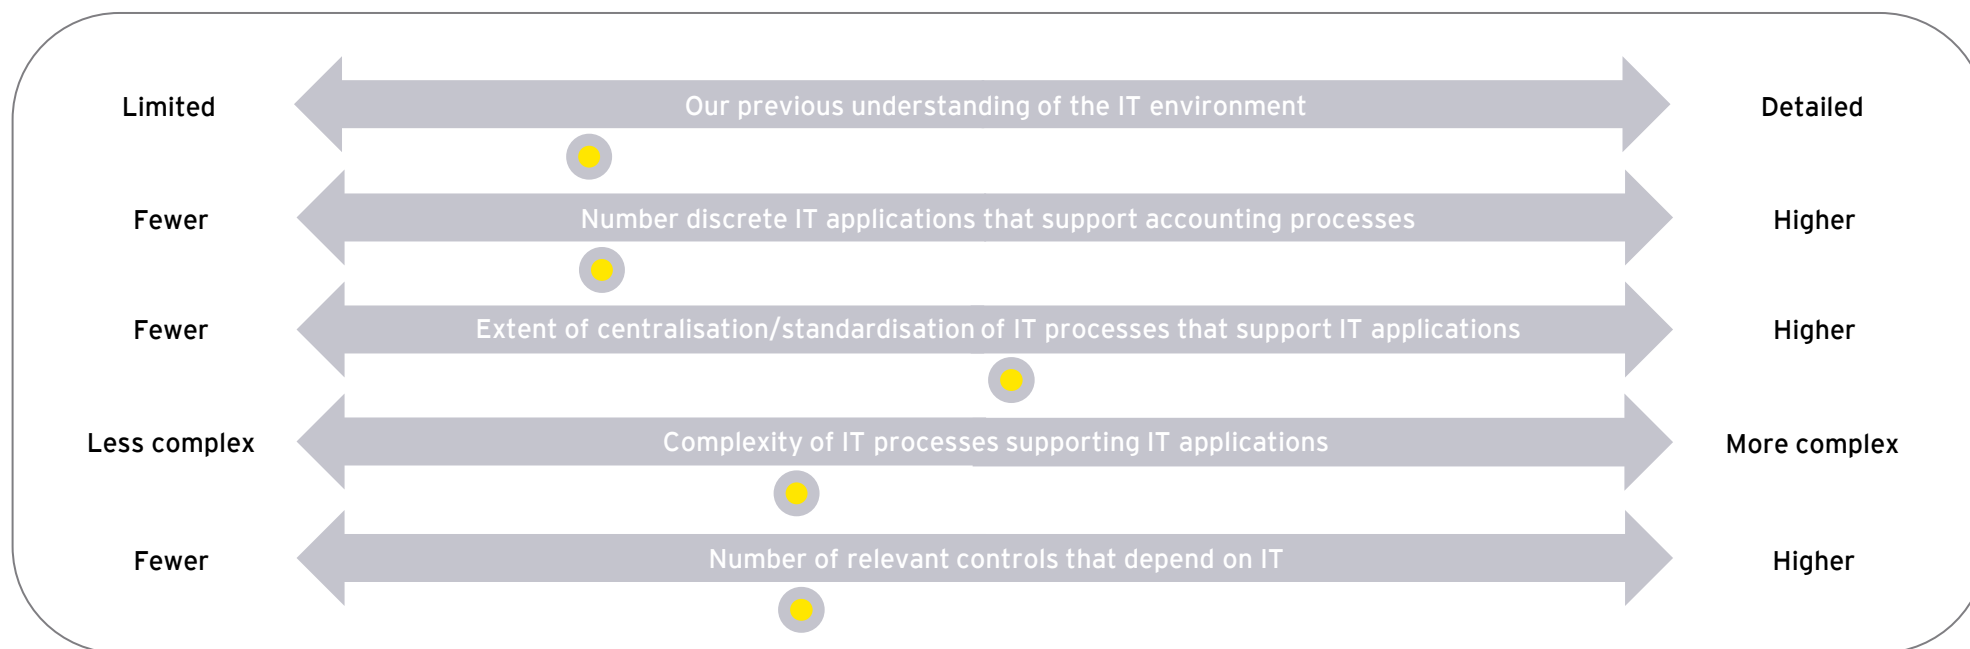 Limited Our previous understanding of the IT environment Detailed
Fewer Number discrete IT applications that support accounting processes Higher
Fewer Extent of centralisation/standardisation of IT processes that support IT applications Higher
Less complex Complexity of IT processes supporting IT applications More complex
Fewer Number of relevant controls that depend on IT Higher